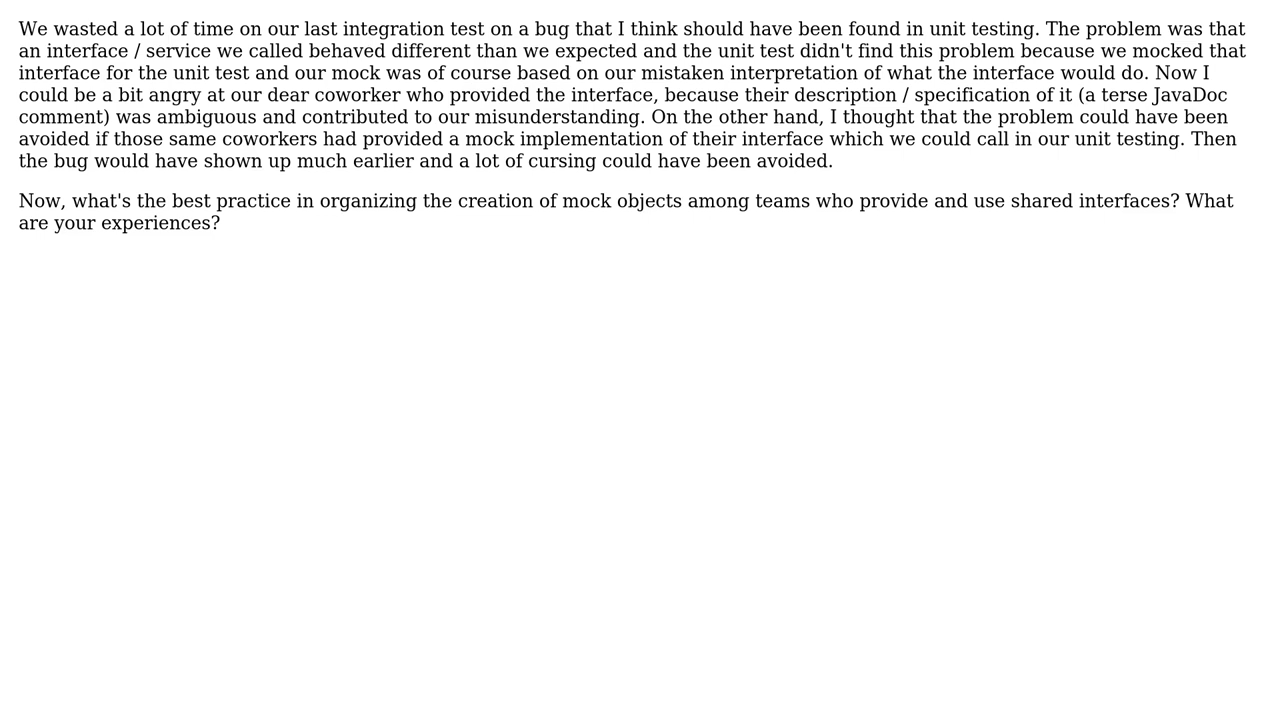 We wasted a lot of time on our last integration test on a bug that I think should have been found in unit testing. The problem was that
an interface / service we called behaved different than we expected and the unit test didn't find this problem because we mocked that
interface for the unit test and our mock was of course based on our mistaken interpretation of what the interface would do. Now I
could be a bit angry at our dear coworker who provided the interface, because their description / specification of it (a terse JavaDoc
comment) was ambiguous and contributed to our misunderstanding. On the other hand, I thought that the problem could have been
avoided if those same coworkers had provided a mock implementation of their interface which we could call in our unit testing. Then
the bug would have shown up much earlier and a lot of cursing could have been avoided.
Now, what's the best practice in organizing the creation of mock objects among teams who provide and use shared interfaces? What
are your experiences?